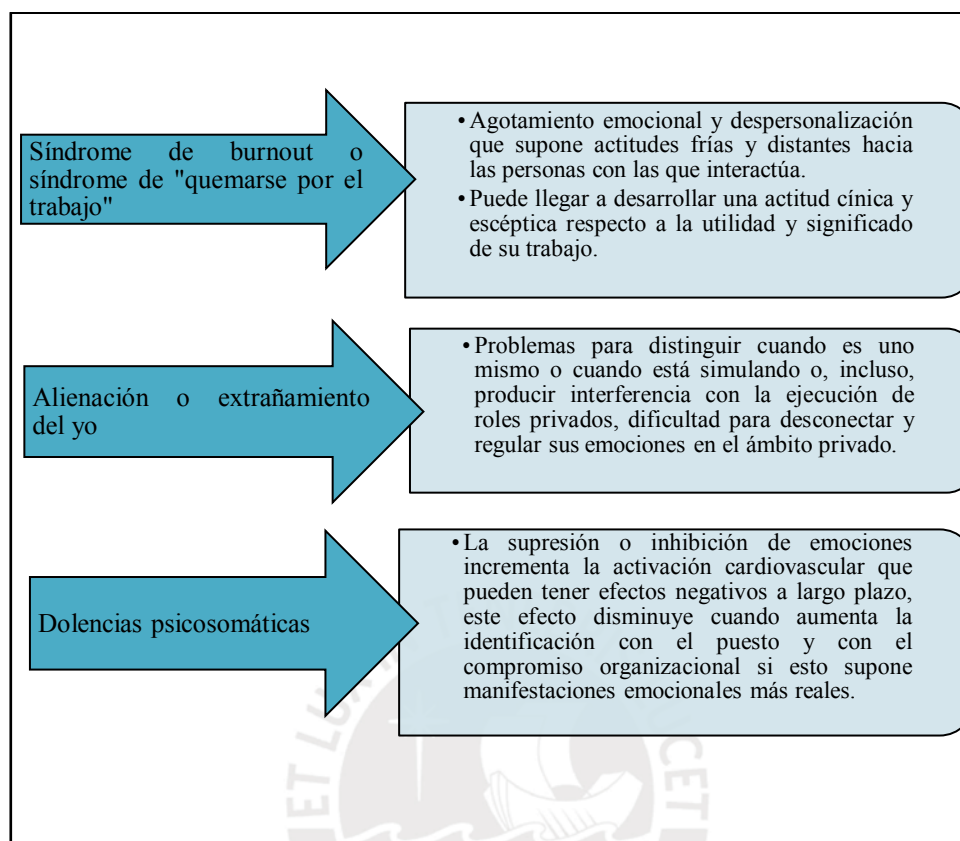 Síndrome de burnout o
síndrome de "quemarse por el
trabajo"
• Agotamiento emocional y despersonalización
que supone actitudes frías y distantes hacia
las personas con las que interactúa.
• Puede llegar a desarrollar una actitud cínica y
escéptica respecto a la utilidad y significado
de su trabajo.
Alienación o extrañamiento
del yo
• Problemas para distinguir cuando es uno
mismo o cuando está simulando o, incluso,
producir interferencia con la ejecución de
roles privados, dificultad para desconectar y
regular sus emociones en el ámbito privado.
Dolencias psicosomáticas
• La supresión o inhibición de emociones
incrementa la activación cardiovascular que
pueden tener efectos negativos a largo plazo,
este efecto disminuye cuando aumenta la
identificación con el puesto y con el
compromiso organizacional si esto supone
manifestaciones emocionales más reales.
ET